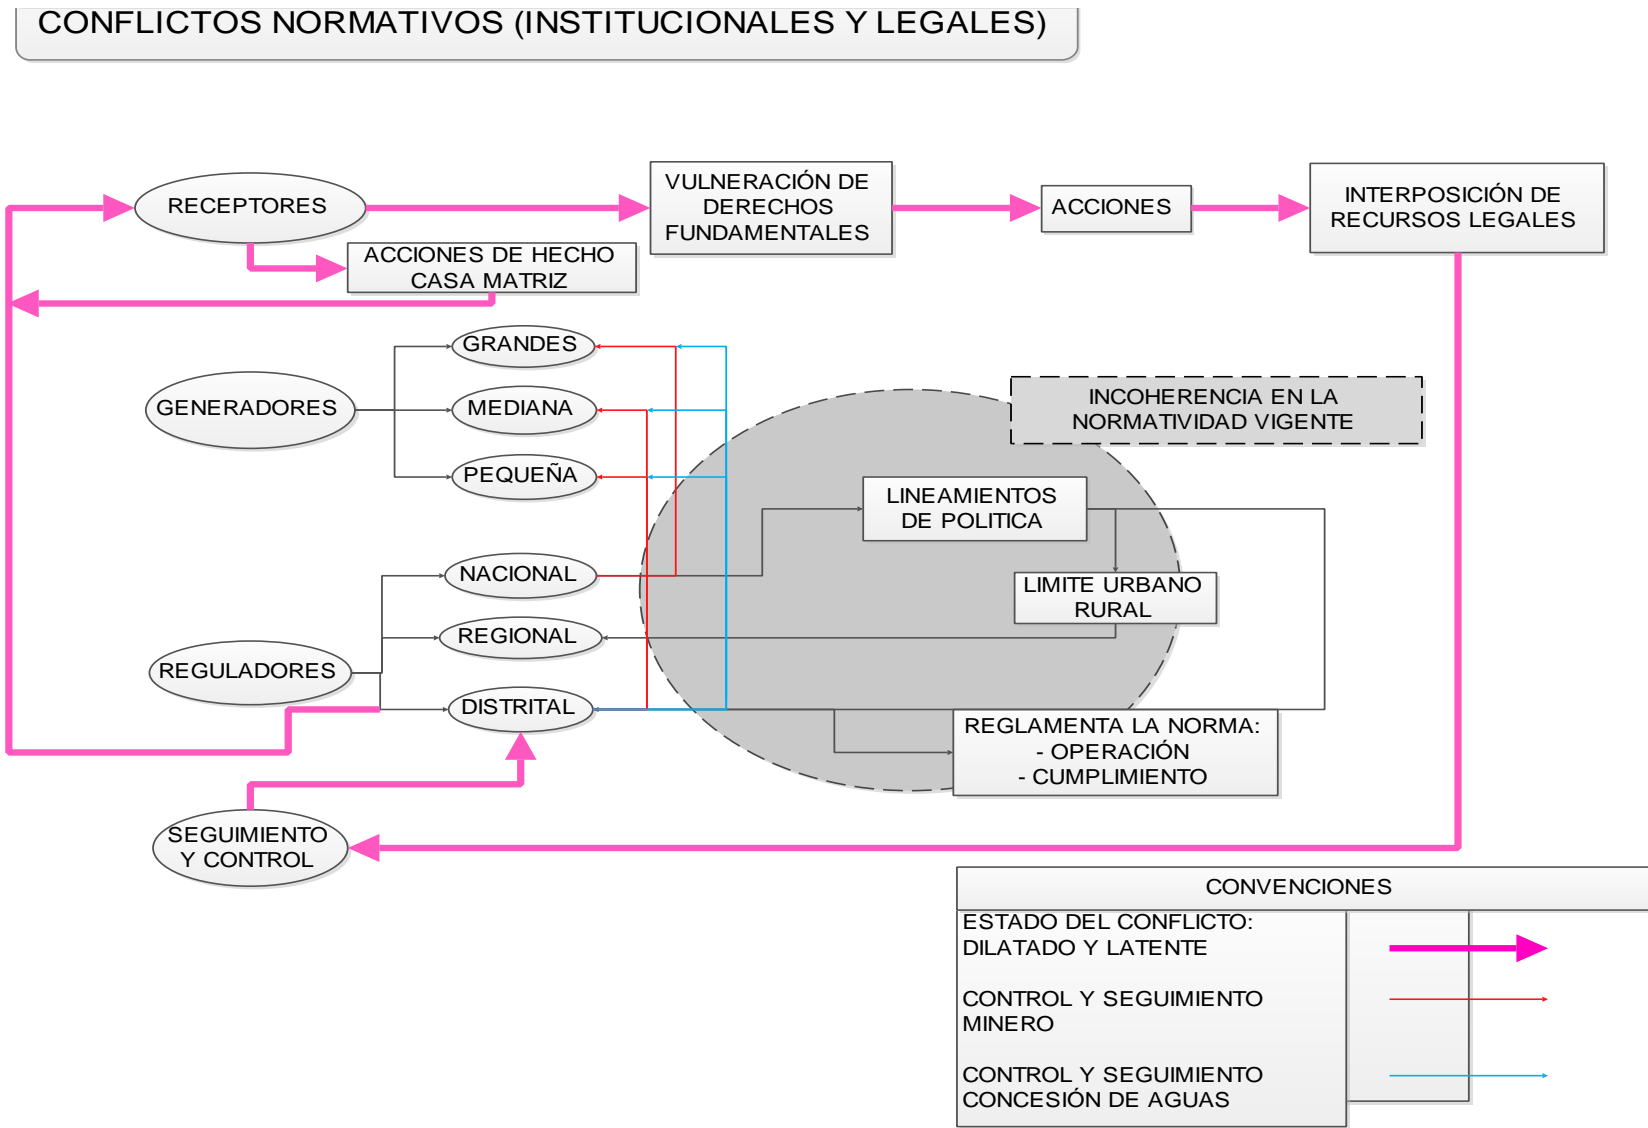 CONFLICTOS NORMATIVOS (INSTITUCIONALES Y LEGALES)
RECEPTORES
VULNERACIÓN DE
DERECHOS
FUNDAMENTALES
ACCIONES
INTERPOSICIÓN DE
RECURSOS LEGALES
ACCIONES DE HECHO
CASA MATRIZ
GRANDES
GENERADORES
MEDIANA
PEQUEÑA
INCOHERENCIA EN LA
NORMATIVIDAD VIGENTE
LINEAMIENTOS
DE POLITICA
NACIONAL
LIMITE URBANO
RURAL
REGIONAL
REGULADORES
DISTRITAL
REGLAMENTA LA NORMA:
- OPERACIÓN
- CUMPLIMIENTO
SEGUIMIENTO
Y CONTROL
CONVENCIONES
ESTADO DEL CONFLICTO:
DILATADO Y LATENTE
CONTROL Y SEGUIMIENTO
MINERO
CONTROL Y SEGUIMIENTO
CONCESIÓN DE AGUAS